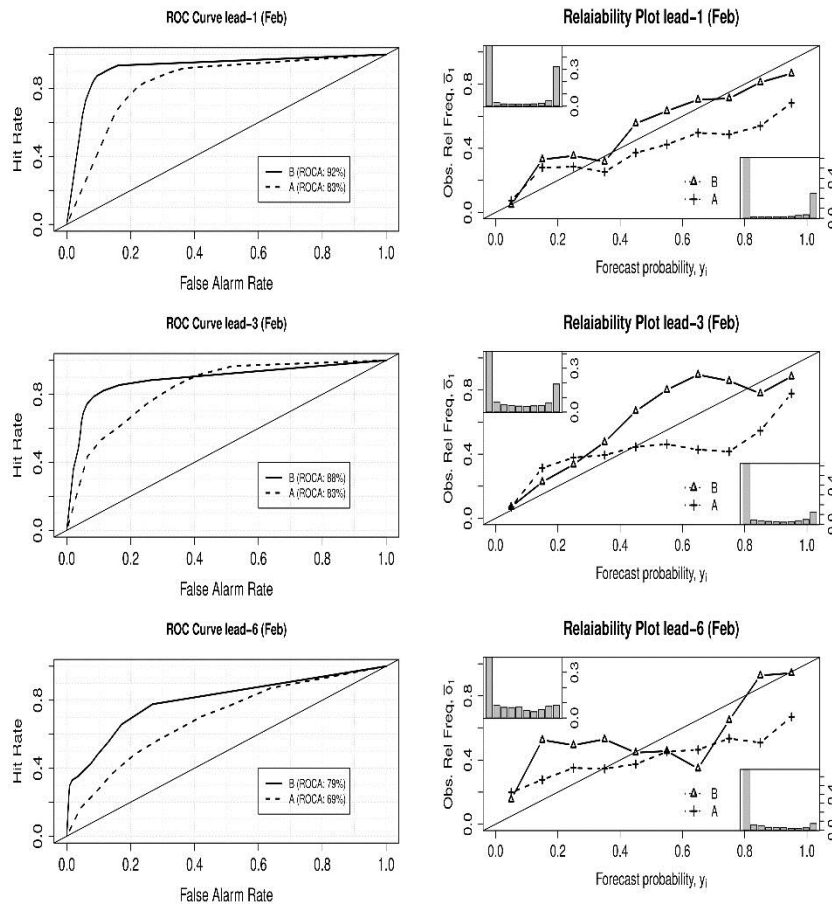 ROC Curve lead-1 (Feb)
Hit Rate
0.0 0.4 0.8
B (ROCA: 92%)
A (ROCA: 83%)
0.0 0.2 0.4 0.6 0.8 1.0
False Alarm Rate
Relaiability Plot lead-1 (Feb)
Obs. Rel Freq, o̅₁
0.0 0.4 0.8
0.0 0.3
B
A
0.0 0.4
0.0 0.2 0.4 0.6 0.8 1.0
Forecast probability, yᵢ
ROC Curve lead-3 (Feb)
Hit Rate
0.0 0.4 0.8
B (ROCA: 88%)
A (ROCA: 83%)
0.0 0.2 0.4 0.6 0.8 1.0
False Alarm Rate
Relaiability Plot lead-3 (Feb)
Obs. Rel Freq, o̅₁
0.0 0.4 0.8
0.0 0.3
B
A
0.0 0.4
0.0 0.2 0.4 0.6 0.8 1.0
Forecast probability, yᵢ
ROC Curve lead-6 (Feb)
Hit Rate
0.0 0.4 0.8
B (ROCA: 79%)
A (ROCA: 69%)
0.0 0.2 0.4 0.6 0.8 1.0
False Alarm Rate
Relaiability Plot lead-6 (Feb)
Obs. Rel Freq, o̅₁
0.0 0.4 0.8
0.0 0.3
B
A
0.0 0.4
0.0 0.2 0.4 0.6 0.8 1.0
Forecast probability, yᵢ